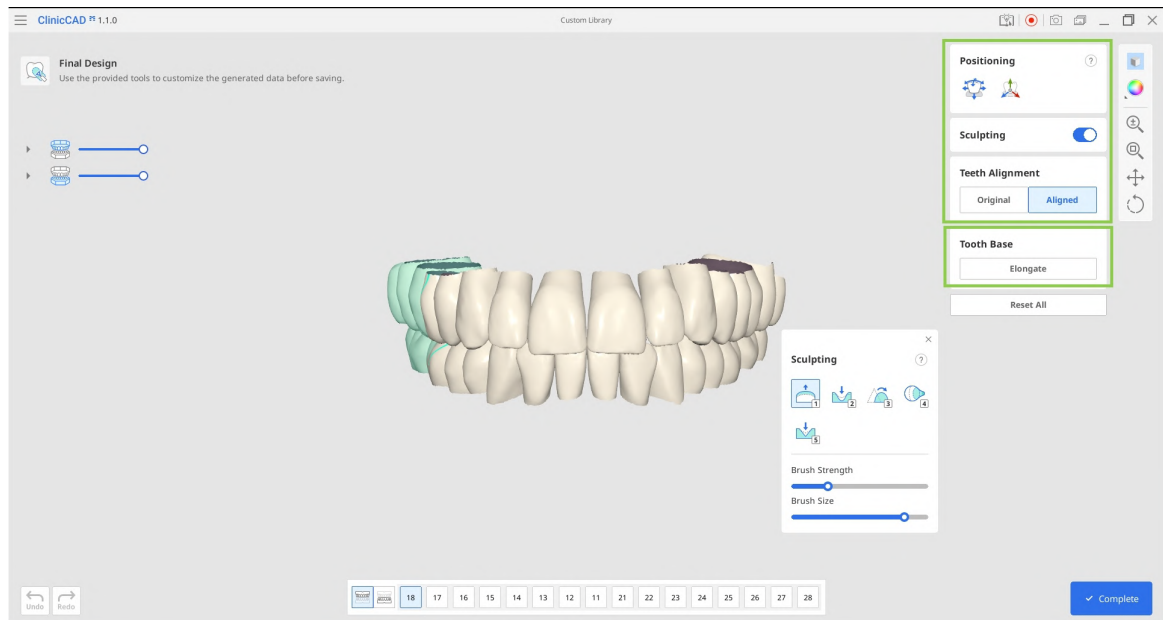 ClinicCAD 1.1.0
Custom Library
Final Design
Use the provided tools to customize the generated data before saving.
Positioning
?
Sculpting
Teeth Alignment
Original Aligned
Tooth Base
Elongate
Reset All
Sculpting
?
1 2 3 4
5
Brush Strength
Brush Size
Undo Redo
18 17 16 15 14 13 12 11 21 22 23 24 25 26 27 28
Complete